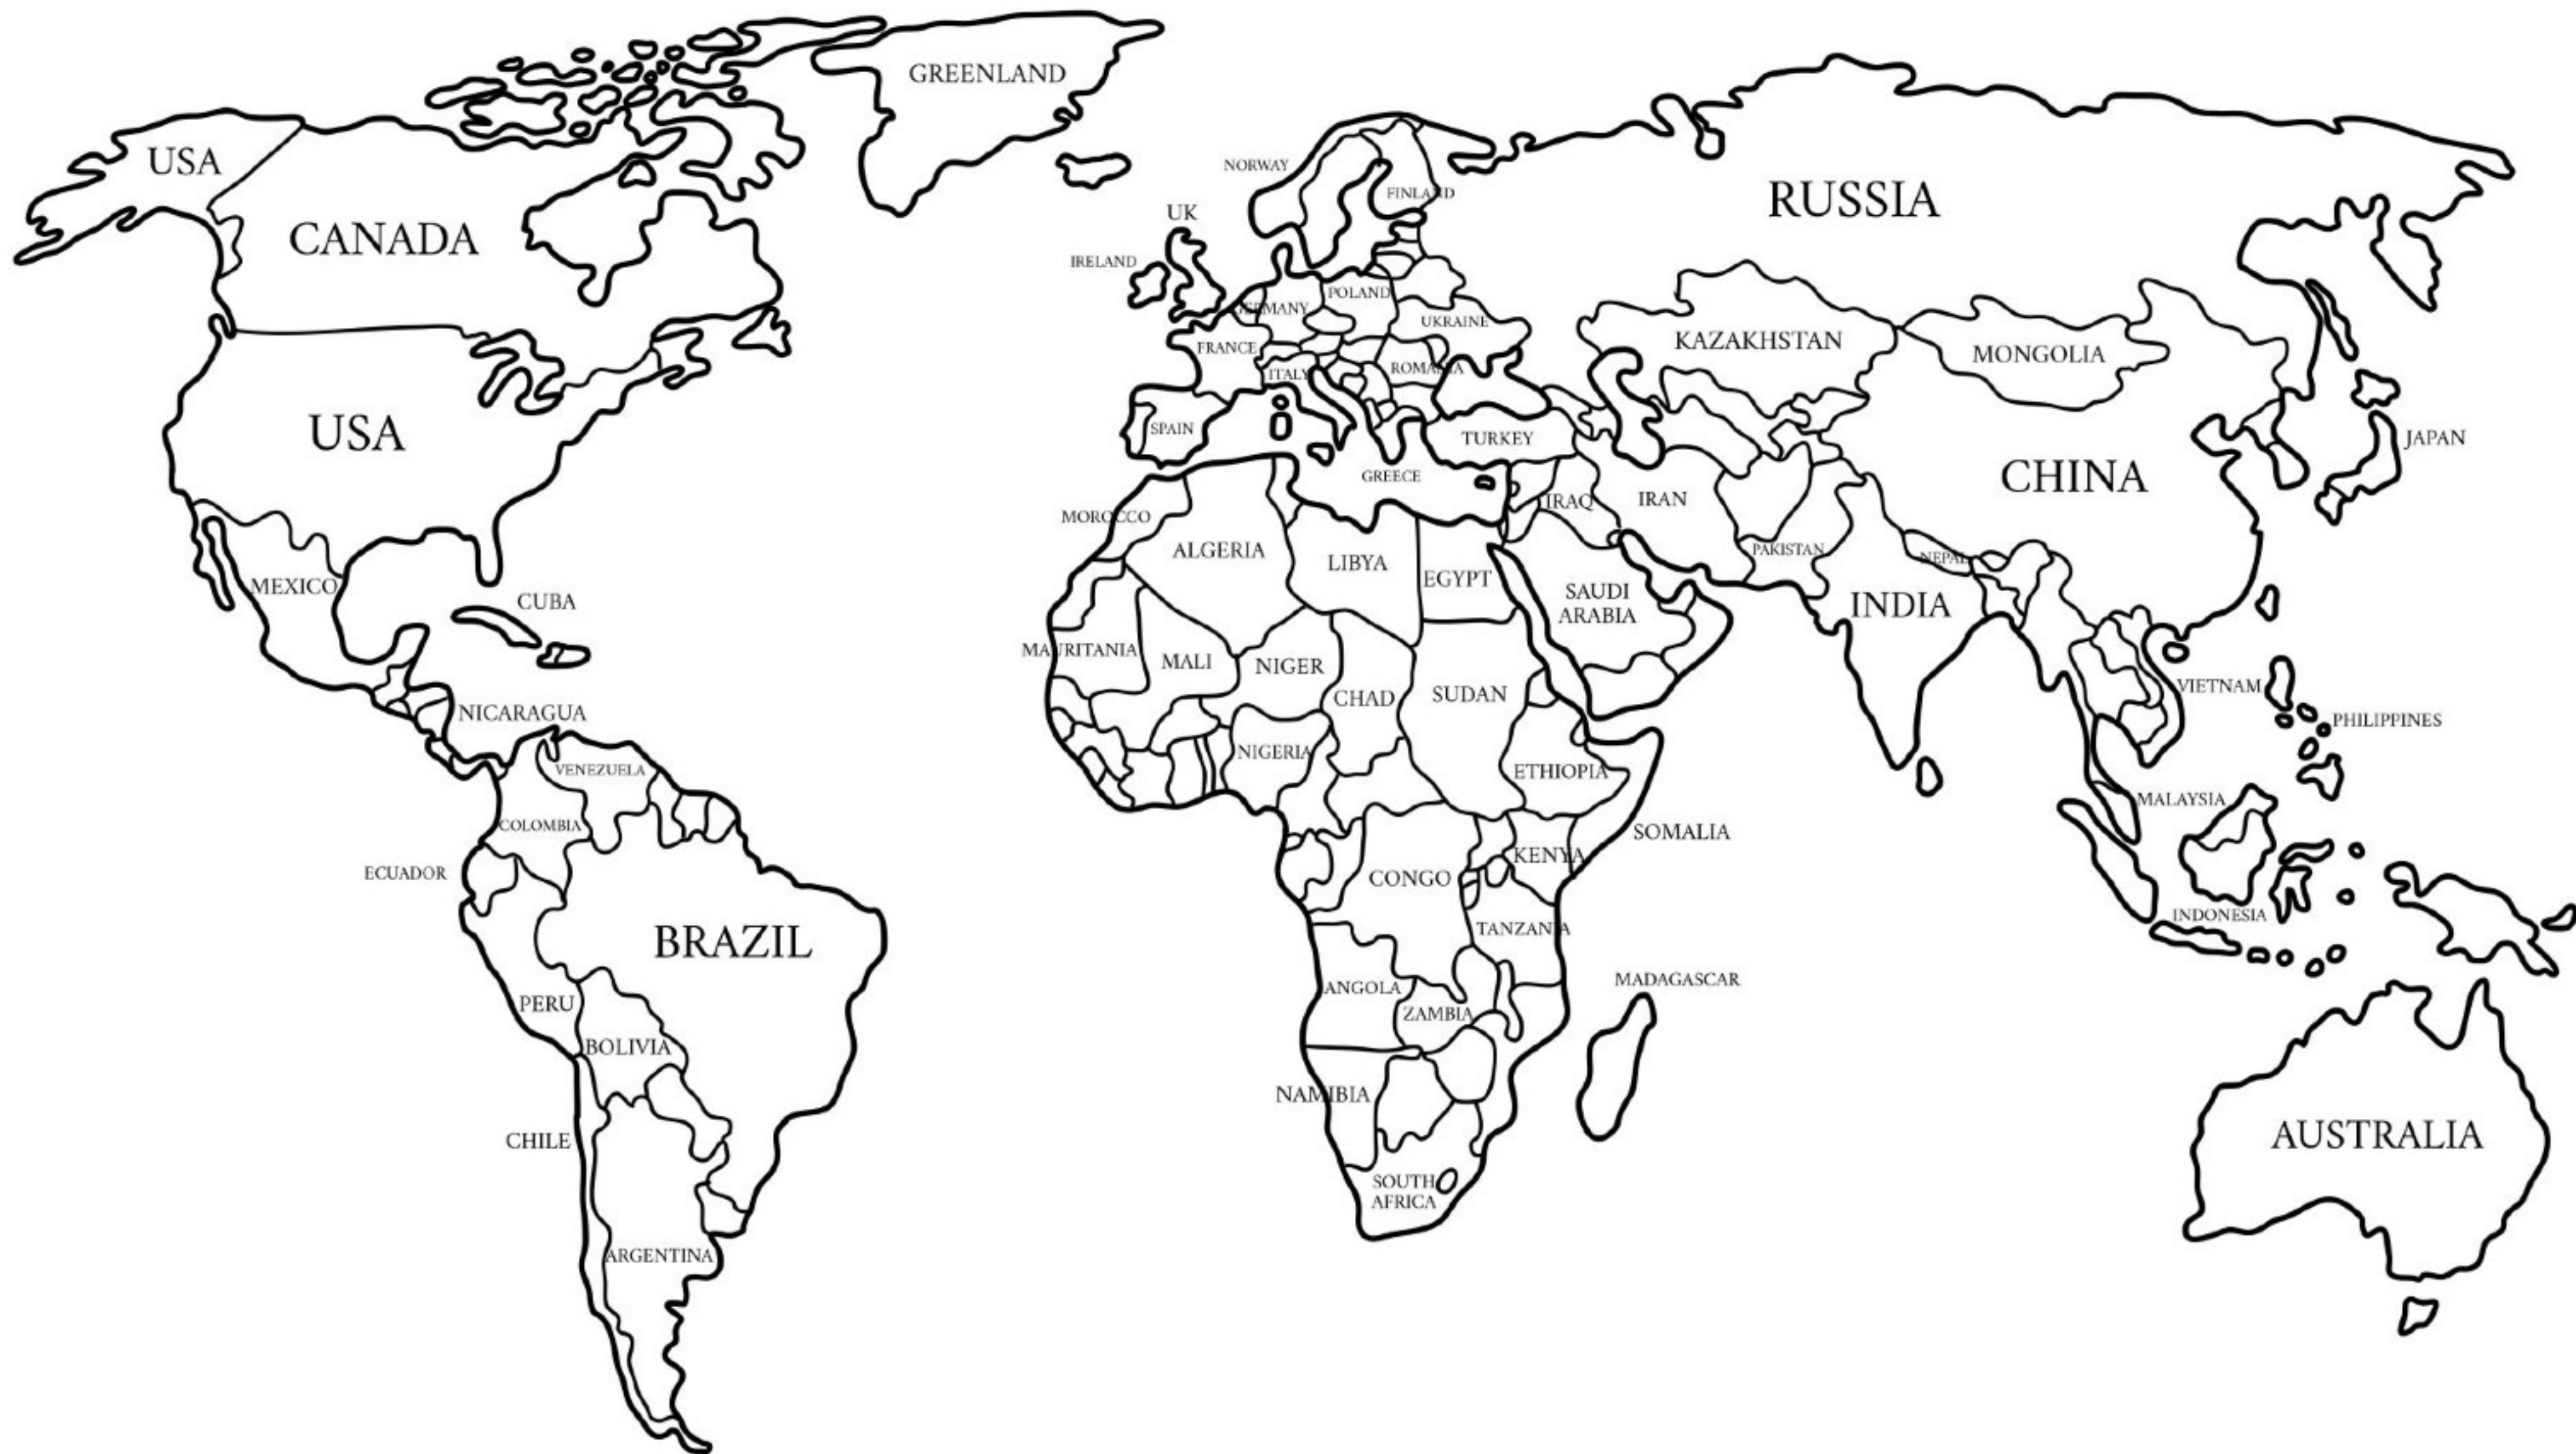 GREENLAND
USA
CANADA
USA
MEXICO
CUBA
NICARAGUA
VENEZUELA
COLOMBIA
ECUADOR
BRAZIL
PERU
BOLIVIA
CHILE
ARGENTINA
NORWAY
FINLAND
UK
IRELAND
GERMANY
POLAND
UKRAINE
FRANCE
ITALY
ROMANIA
SPAIN
TURKEY
GREECE
RUSSIA
KAZAKHSTAN
MONGOLIA
CHINA
JAPAN
IRAQ
IRAN
PAKISTAN
NEPAL
INDIA
SAUDI
ARABIA
MOROCCO
ALGERIA
LIBYA
EGYPT
MAURITANIA
MALI
NIGER
CHAD
SUDAN
NIGERIA
ETHIOPIA
SOMALIA
KENYA
CONGO
TANZANIA
ANGOLA
ZAMBIA
MADAGASCAR
NAMIBIA
SOUTH
AFRICA
VIETNAM
PHILIPPINES
MALAYSIA
INDONESIA
AUSTRALIA